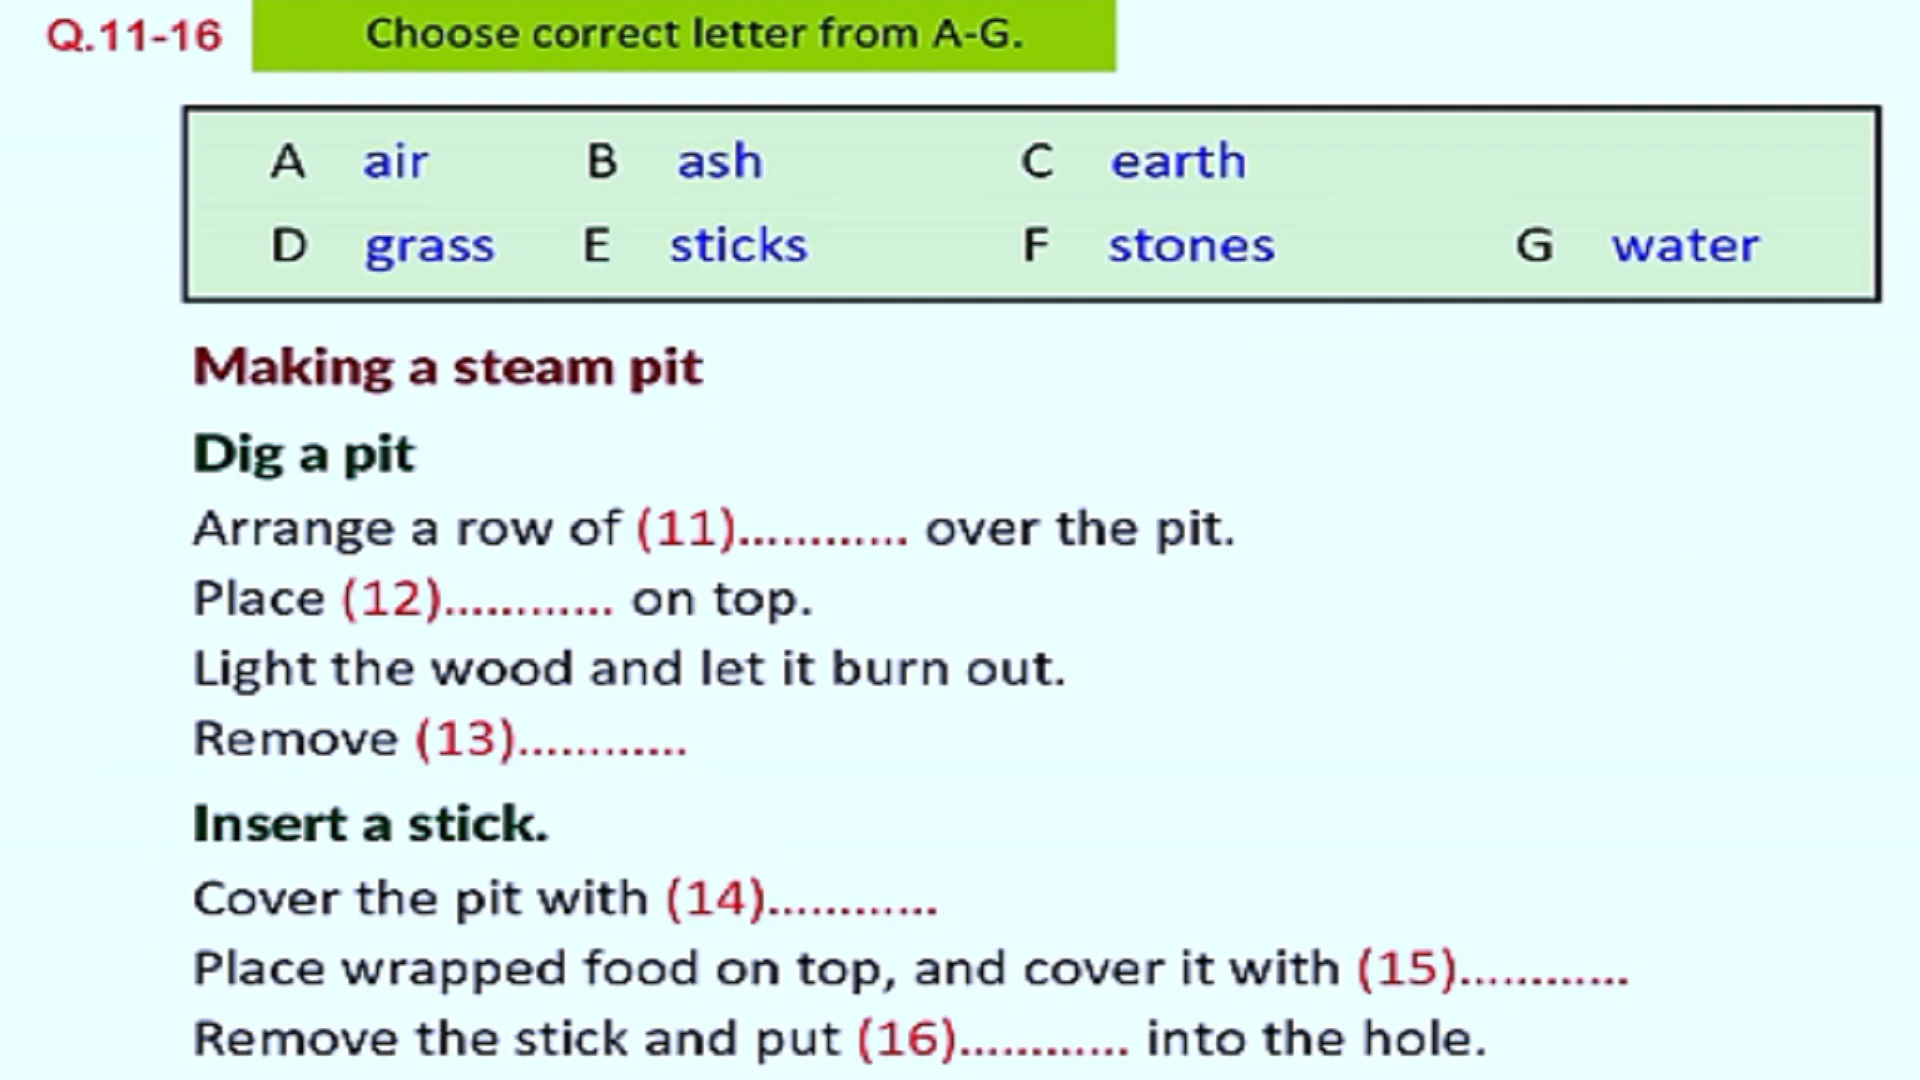 Q.11-16 Choose correct letter from A-G.
A air B ash C earth
D grass E sticks F stones G water
Making a steam pit
Dig a pit
Arrange a row of (11)............ over the pit.
Place (12)............ on top.
Light the wood and let it burn out.
Remove (13)............
Insert a stick.
Cover the pit with (14)............
Place wrapped food on top, and cover it with (15)............
Remove the stick and put (16)............ into the hole.